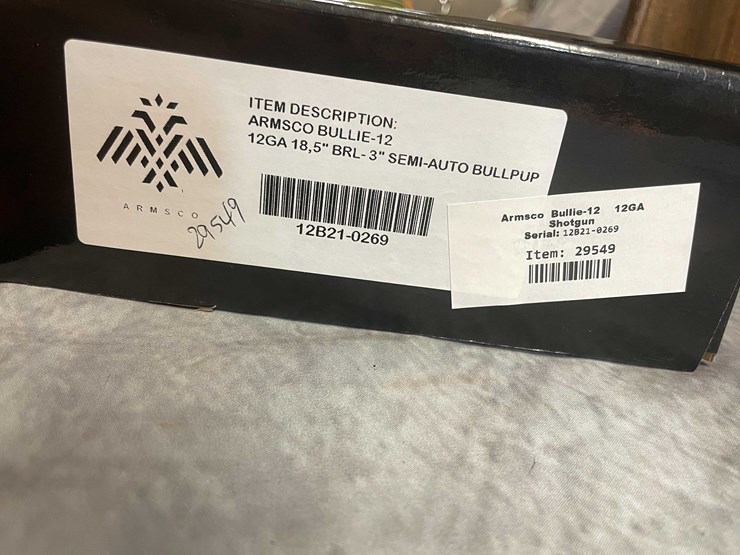 ITEM DESCRIPTION:
ARMSCO BULLIE-12
12GA 18,5" BRL- 3" SEMI-AUTO BULLPUP
ARMSCO
29549
12B21-0269
Armsco Bullie-12 12GA
Shotgun
Serial: 12B21-0269
Item: 29549